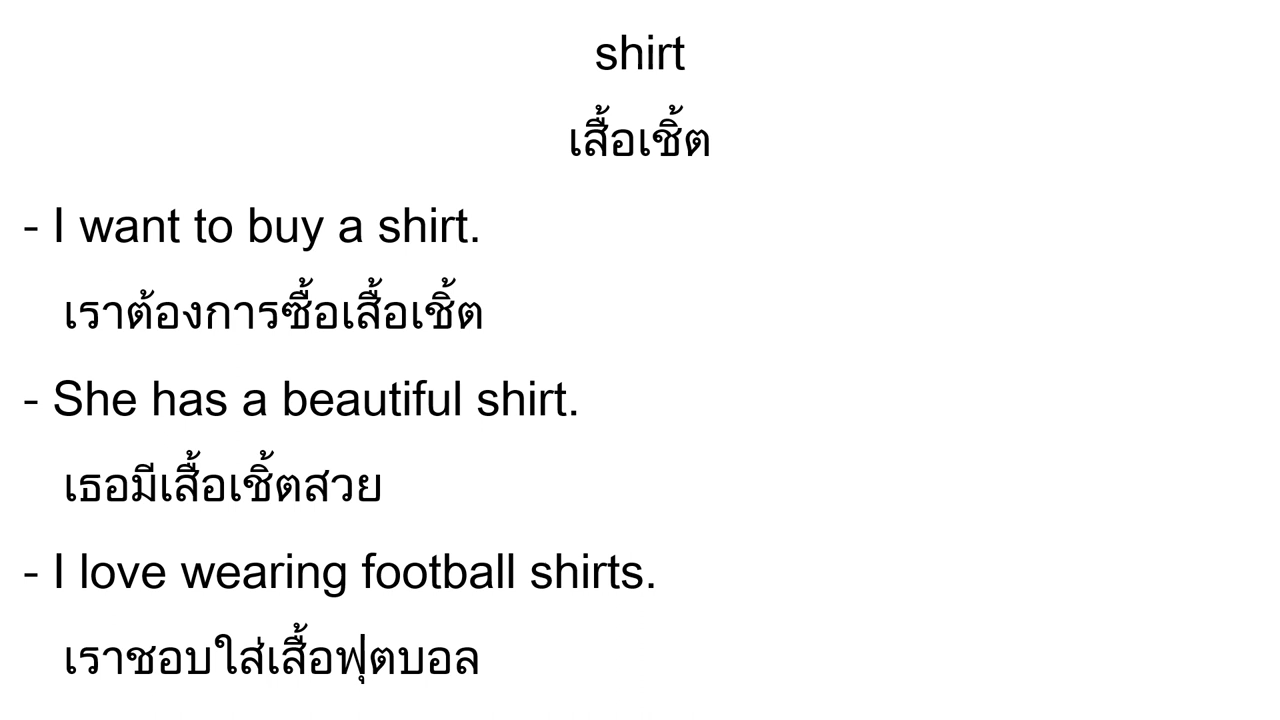 shirt
เสื้อเชิ้ต
- I want to buy a shirt.
เราต้องการซื้อเสื้อเชิ้ต
- She has a beautiful shirt.
เธอมีเสื้อเชิ้ตสวย
- I love wearing football shirts.
เราชอบใส่เสื้อฟุตบอล